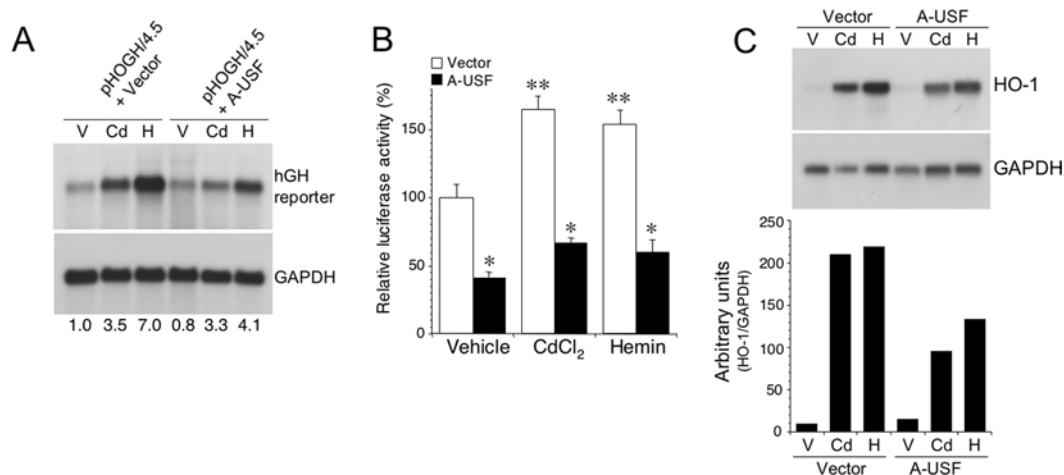 A
pHOGH/4.5
+ Vector
pHOGH/4.5
+ A-USF
V Cd H V Cd H
hGH
reporter
GAPDH
1.0 3.5 7.0 0.8 3.3 4.1
B
Vector
A-USF
Relative luciferase activity (%)
150
100
50
0
**
**
*
*
*
Vehicle CdCl2 Hemin
C
Vector A-USF
V Cd H V Cd H
HO-1
GAPDH
Arbitrary units
(HO-1/GAPDH)
250
200
150
100
50
0
V Cd H V Cd H
Vector A-USF